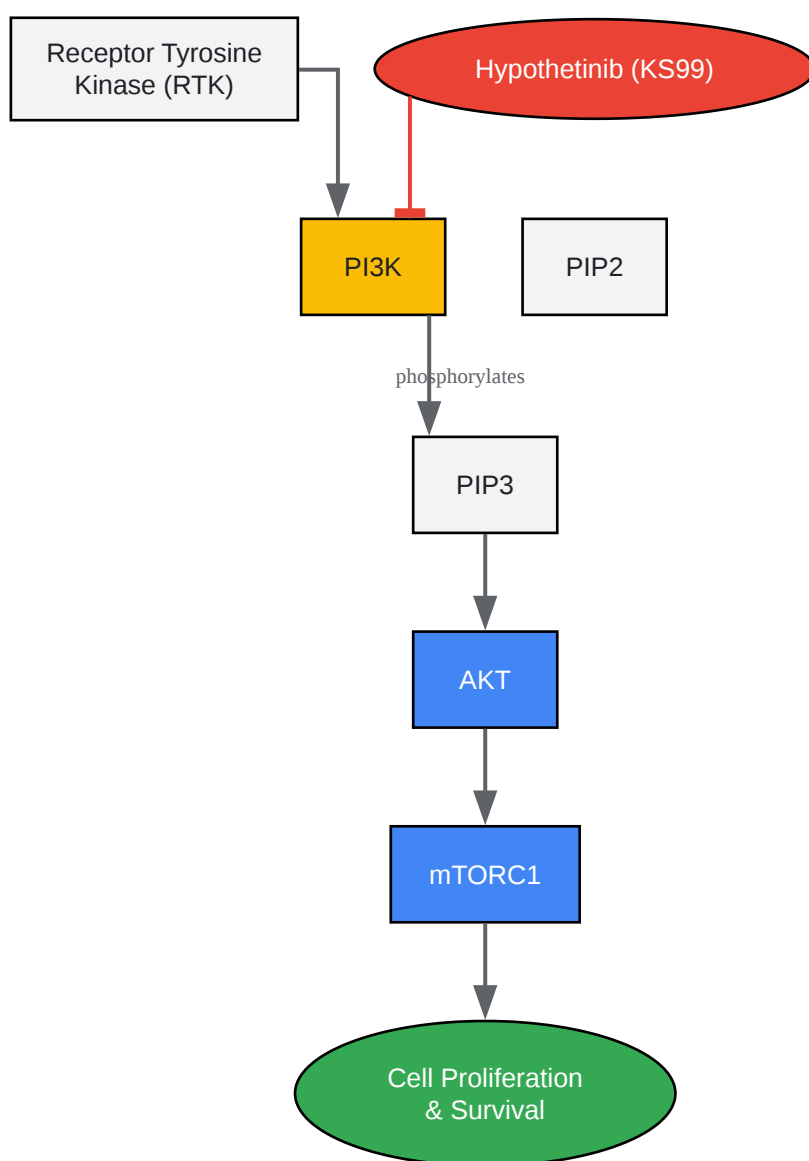 Receptor Tyrosine
Kinase (RTK)
Hypothetinib (KS99)
PI3K
PIP2
phosphorylates
PIP3
AKT
mTORC1
Cell Proliferation
& Survival